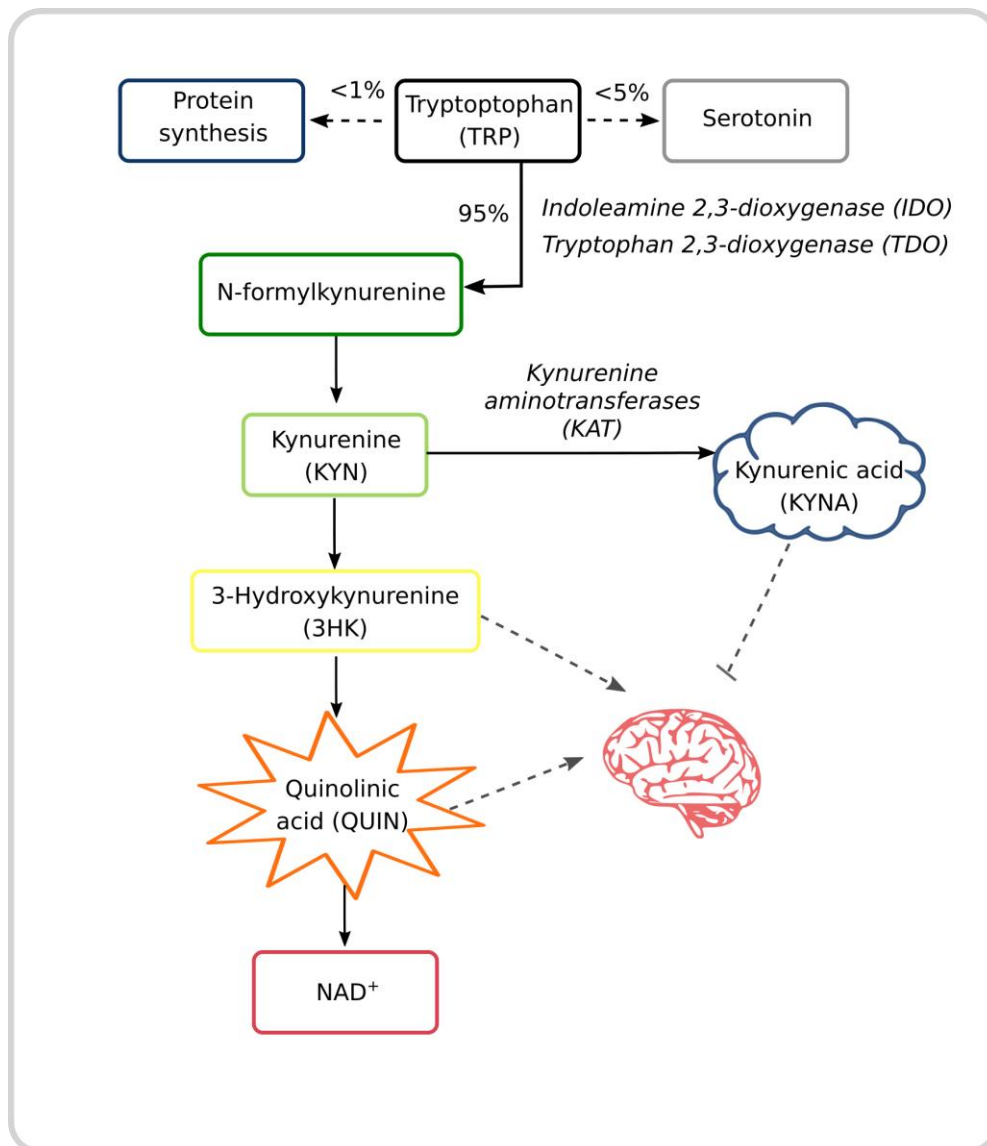 Protein
synthesis
<1%
Tryptoptophan
(TRP)
<5%
Serotonin
95%
Indoleamine 2,3-dioxygenase (IDO)
Tryptophan 2,3-dioxygenase (TDO)
N-formylkynurenine
Kynurenine
aminotransferases
(KAT)
Kynurenine
(KYN)
Kynurenic acid
(KYNA)
3-Hydroxykynurenine
(3HK)
Quinolinic
acid (QUIN)
NAD⁺